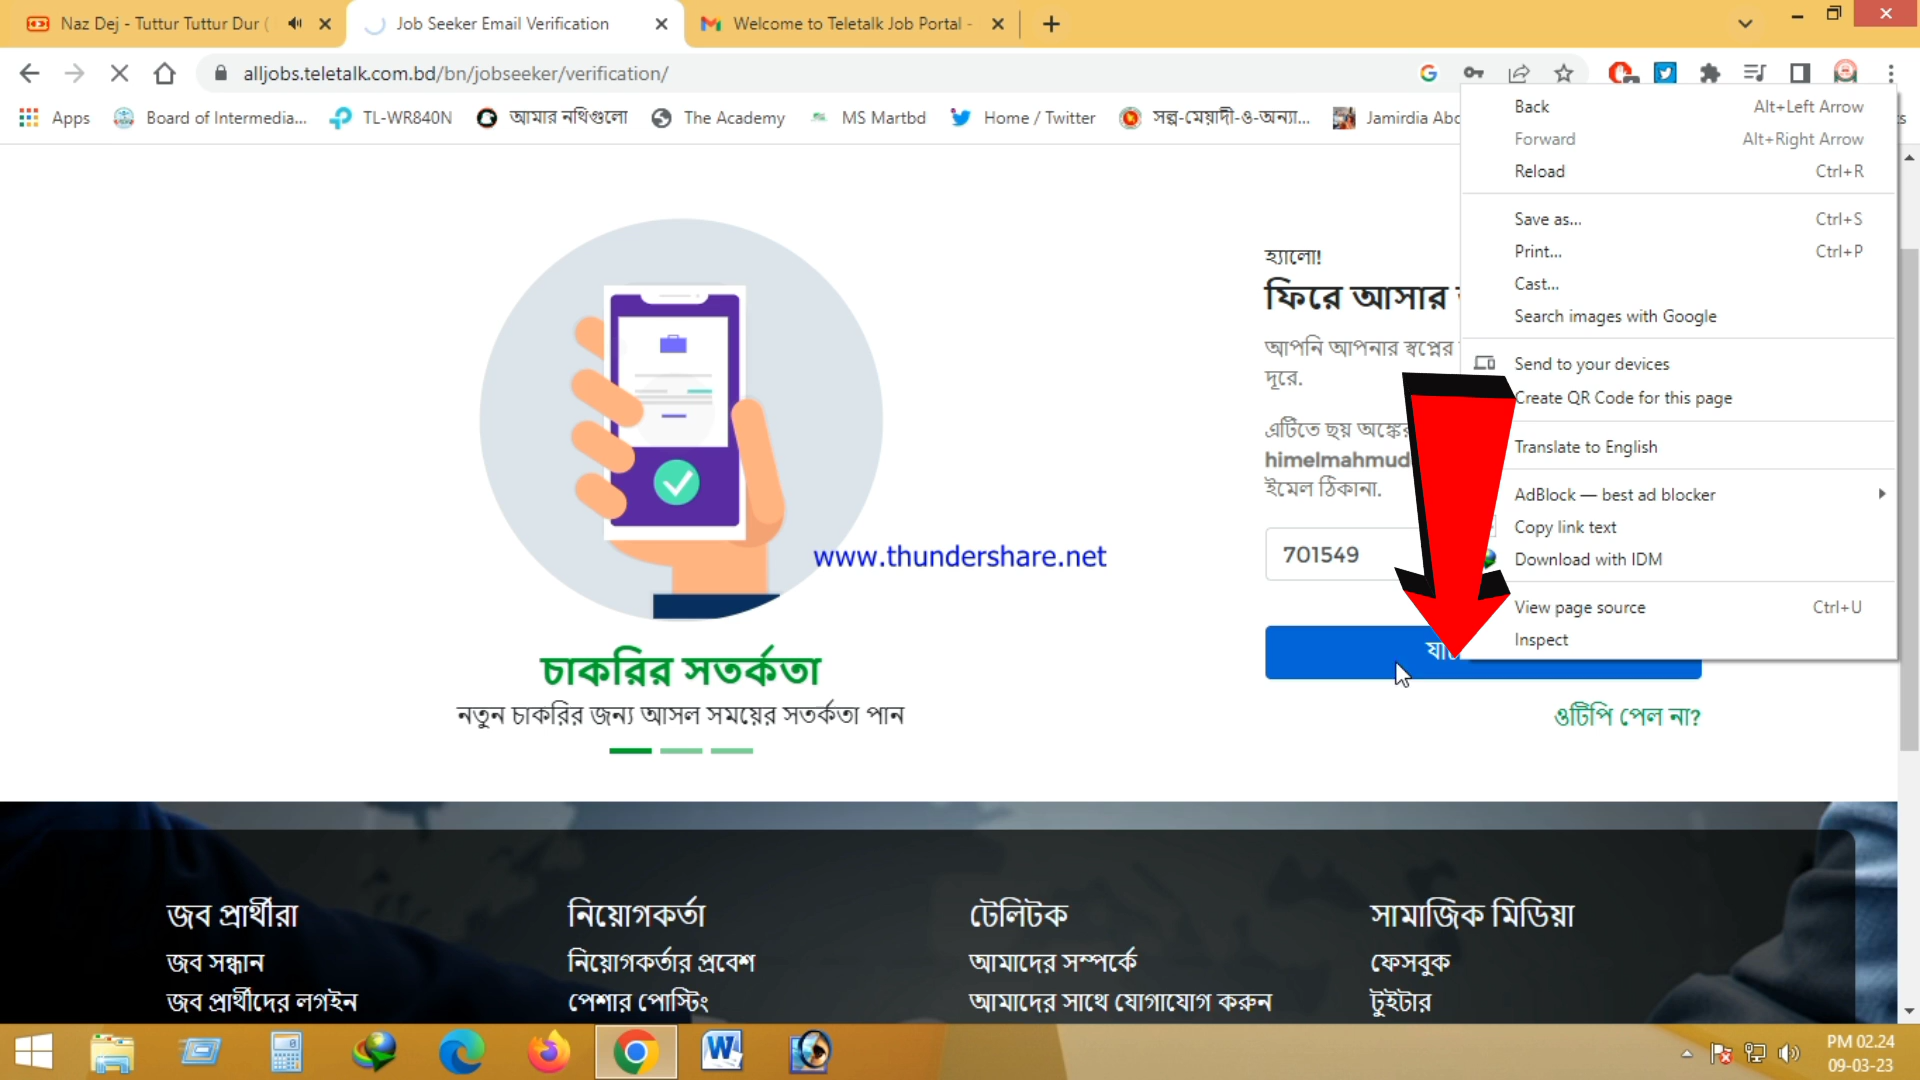 Naz Dej - Tuttur Tuttur Dur (
Job Seeker Email Verification
Welcome to Teletalk Job Portal -
alljobs.teletalk.com.bd/bn/jobseeker/verification/
Apps
Board of Intermedia...
TL-WR840N
আমার নথিগুলো
The Academy
MS Martbd
Home / Twitter
সল্প-মেয়াদী-ও-অন্যা...
Jamirdia Abd
Back Alt+Left Arrow
Forward Alt+Right Arrow
Reload Ctrl+R
Save as... Ctrl+S
Print... Ctrl+P
Cast...
Search images with Google
Send to your devices
Create QR Code for this page
Translate to English
AdBlock — best ad blocker
Copy link text
Download with IDM
View page source Ctrl+U
Inspect
হ্যালো!
ফিরে আসার
আপনি আপনার স্বপ্নের
দূরে.
এটিতে ছয় অঙ্কের
himelmahmud
ইমেল ঠিকানা.
701549
ওটিপি পেল না?
www.thundershare.net
চাকরির সতর্কতা
নতুন চাকরির জন্য আসল সময়ের সতর্কতা পান
জব প্রার্থীরা
জব সন্ধান
জব প্রার্থীদের লগইন
নিয়োগকর্তা
নিয়োগকর্তার প্রবেশ
পেশার পোস্টিং
টেলিটক
আমাদের সম্পর্কে
আমাদের সাথে যোগাযোগ করুন
সামাজিক মিডিয়া
ফেসবুক
টুইটার
PM 02.24
09-03-23